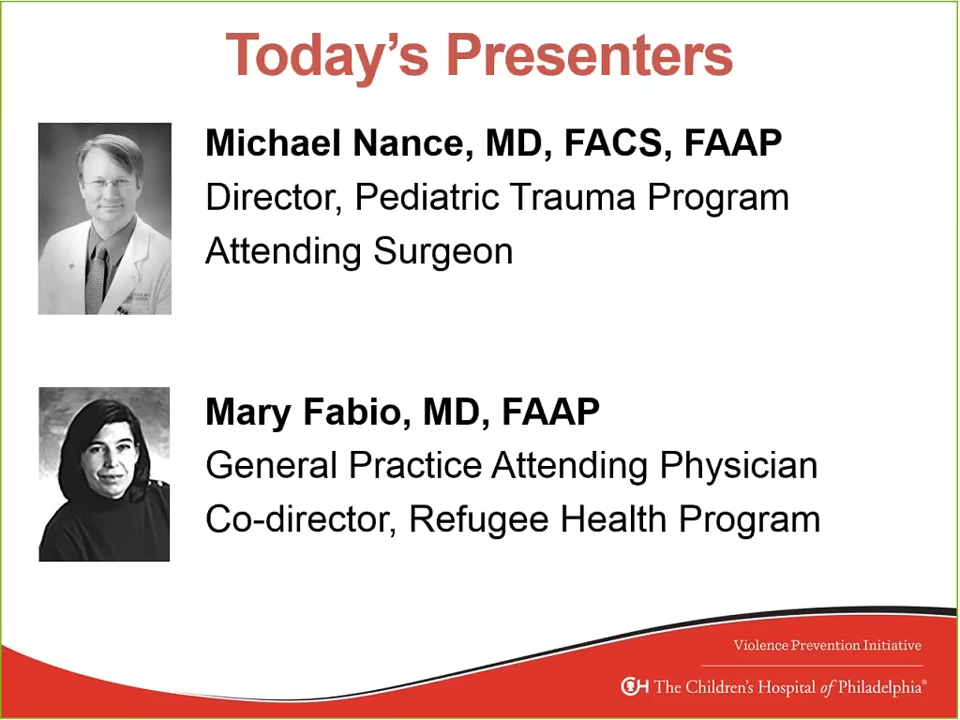 Today’s Presenters
Michael Nance, MD, FACS, FAAP
Director, Pediatric Trauma Program
Attending Surgeon
Mary Fabio, MD, FAAP
General Practice Attending Physician
Co-director, Refugee Health Program
Violence Prevention Initiative
CH The Children’s Hospital of Philadelphia®